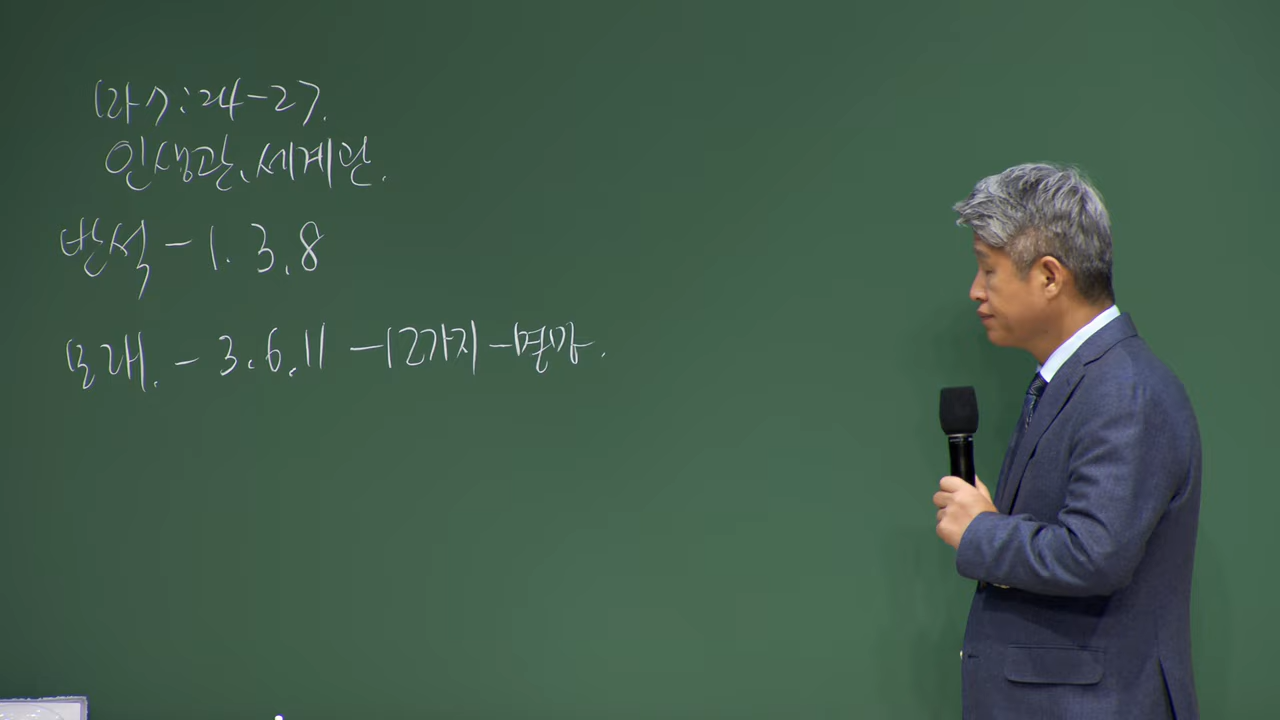 마 7:24-27.
인생관, 세계관.
반석 - 1. 3. 8
모래. - 3. 6. 11 - 12가지 - 멸망.